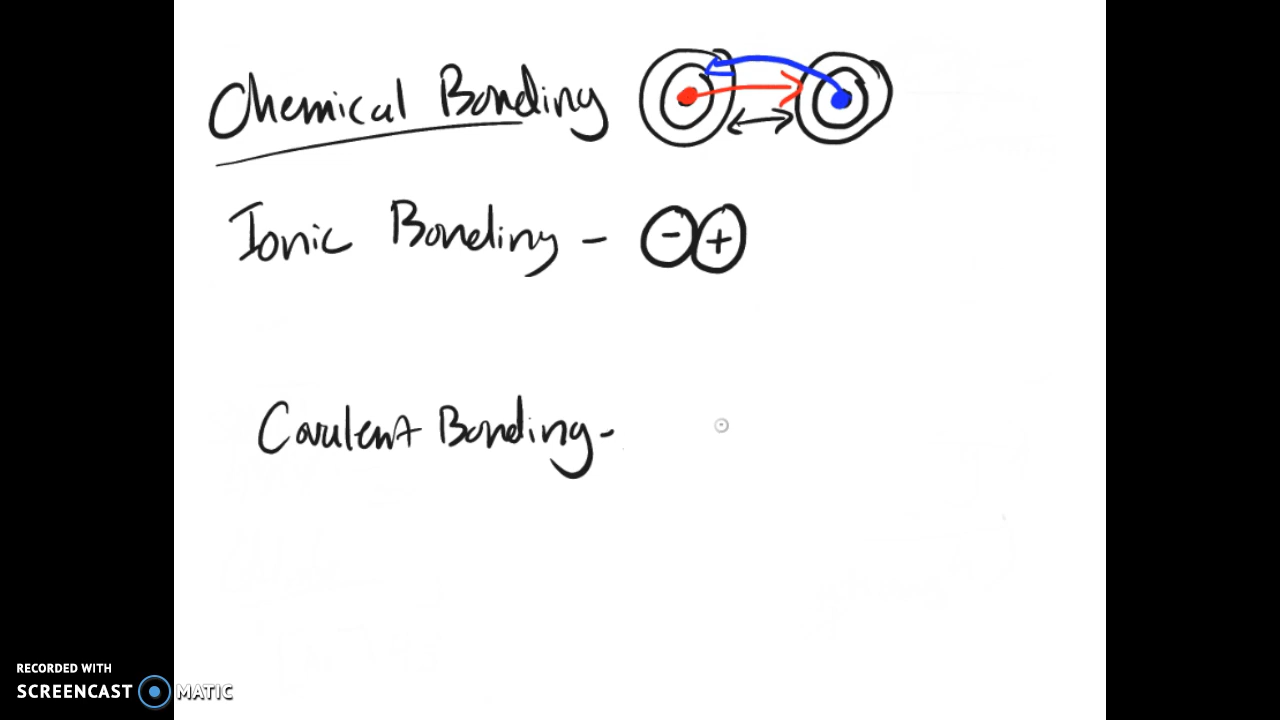 Chemical Bonding
Ionic Bonding - - +
Covalent Bonding -
RECORDED WITH
SCREENCAST MATIC